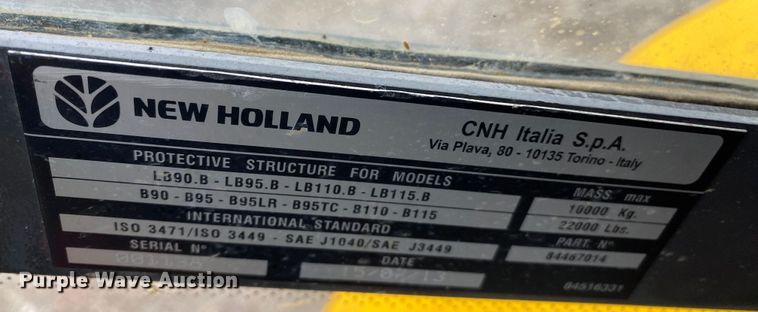 NEW HOLLAND
CNH Italia S.p.A.
Via Plava, 80 - 10135 Torino - Italy
PROTECTIVE STRUCTURE FOR MODELS
LB90.B - LB95.B - LB110.B - LB115.B
B90 - B95 - B95LR - B95TC - B110 - B115
MASS max
10000 Kg.
22000 Lbs.
INTERNATIONAL STANDARD
ISO 3471/ISO 3449 - SAE J1040/SAE J3449
PART. N°
84467014
SERIAL N°
DATE
84516331
Purple Wave Auction